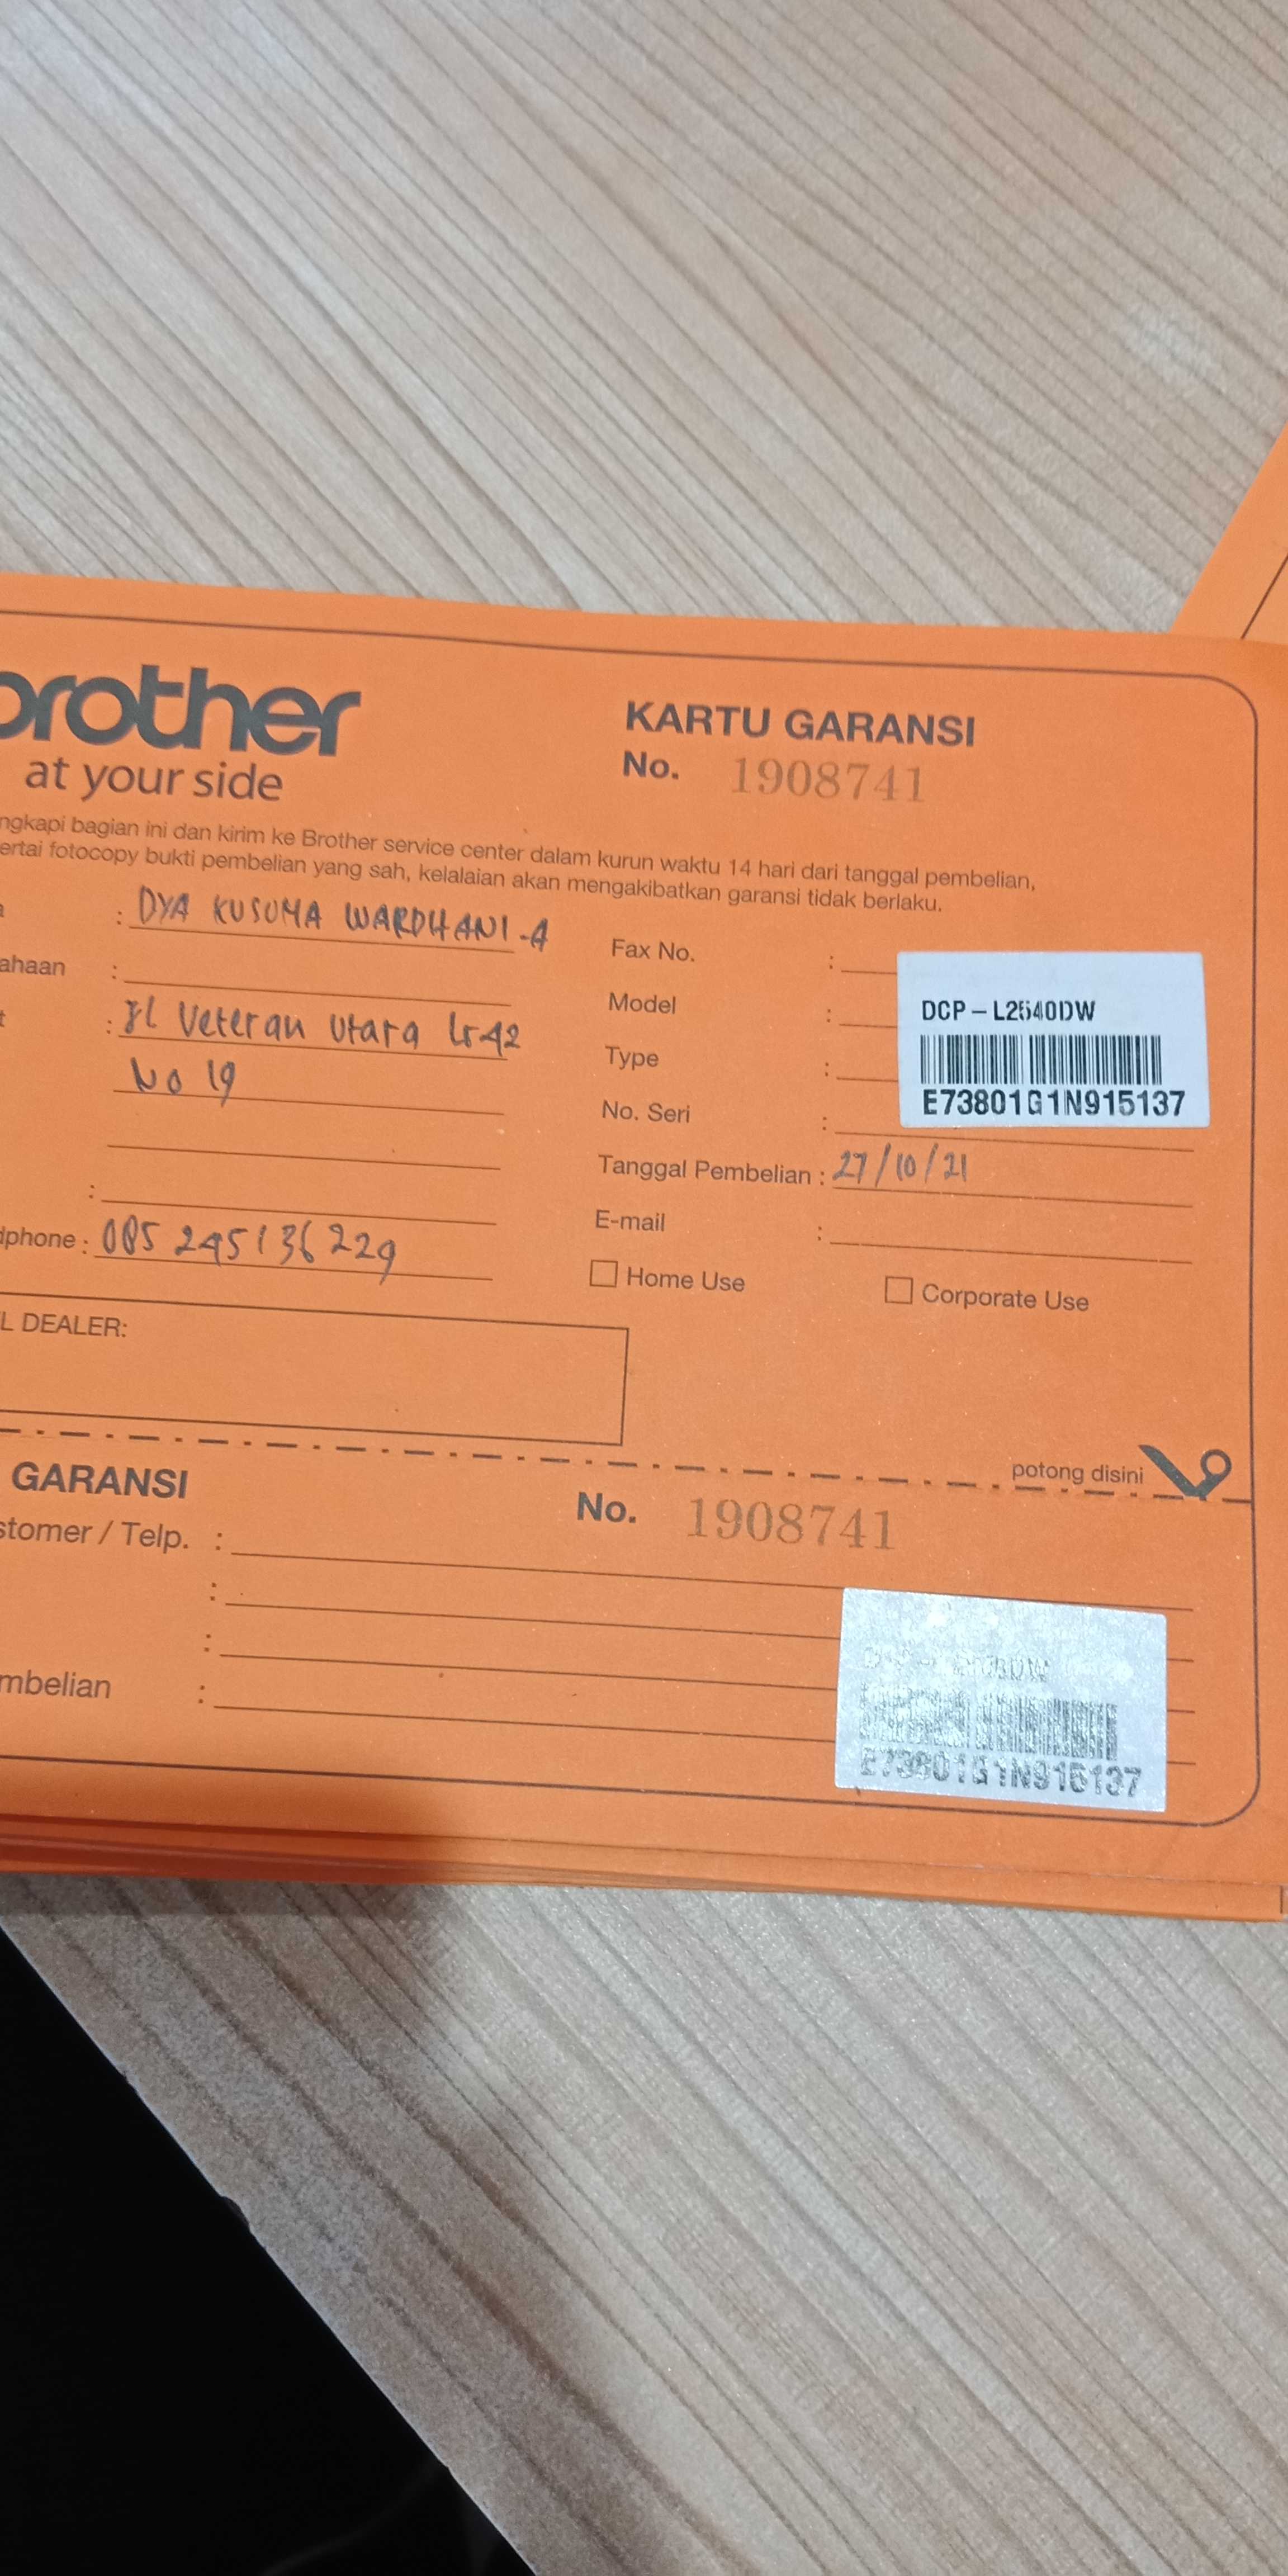 brother
at your side
KARTU GARANSI
No. 1908741
ngkapi bagian ini dan kirim ke Brother service center dalam kurun waktu 14 hari dari tanggal pembelian,
ertai fotocopy bukti pembelian yang sah, kelalaian akan mengakibatkan garansi tidak berlaku.
a : DYA KUSUMA WARDHANI-A
ahaan :
t : Jl Veteran Utara Lr 42
No 19
:
dphone : 085 245136229
Fax No. :
Model :
Type :
No. Seri :
DCP-L2540DW
E73801G1N915137
Tanggal Pembelian : 27/10/21
E-mail :
Home Use
Corporate Use
L DEALER:
potong disini
GARANSI
No. 1908741
stomer / Telp. :
:
:
mbelian :
E73801G1N915137